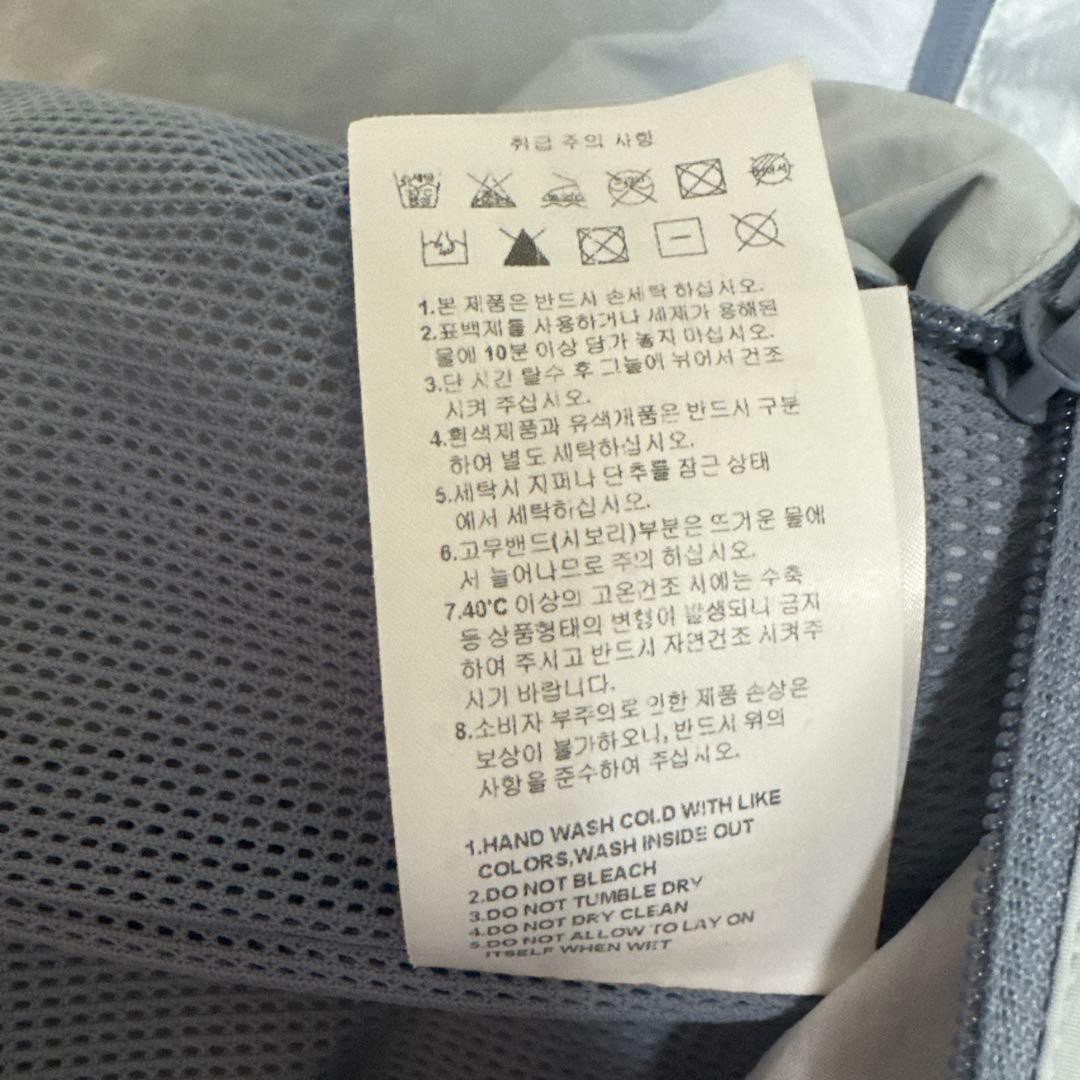 취급 주의 사항
1.본 제품은 반드시 손세탁 하십시오.
2.표백제를 사용하거나 세제가 용해된
물에 10분 이상 담가 놓지 마십시오.
3.단 시간 탈수 후 그늘에 뉘어서 건조
시켜 주십시오.
4.흰색제품과 유색개품은 반드시 구분
하여 별도 세탁하십시오.
5.세탁시 지퍼나 단추를 잠근 상태
에서 세탁하십시오.
6.고무밴드(시보리)부분은 뜨거운 물에
서 늘어나므로 주의 하십시오.
7.40°C 이상의 고온건조 시에는 수축
등 상품형태의 변형이 발생되니 금지
하여 주시고 반드시 자연건조 시켜주
시기 바랍니다.
8.소비자 부주의로 인한 제품 손상은
보상이 불가하오니, 반드시 위의
사항을 준수하여 주십시오.
1.HAND WASH COLD WITH LIKE
COLORS,WASH INSIDE OUT
2.DO NOT BLEACH
3.DO NOT TUMBLE DRY
4.DO NOT DRY CLEAN
5.DO NOT ALLOW TO LAY ON
ITSELF WHEN WET